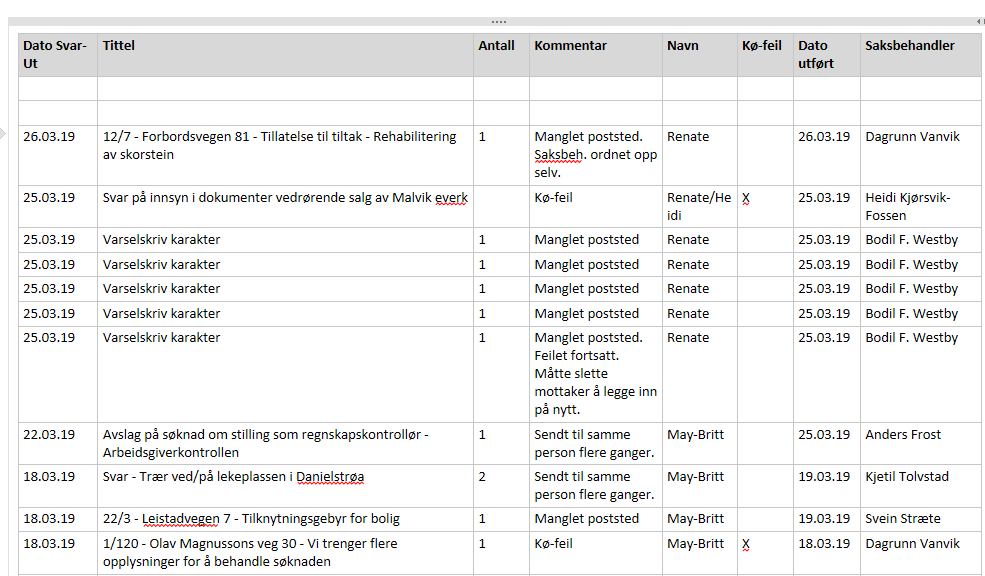 Dato Svar-Ut Tittel Antall Kommentar Navn Kø-feil Dato utført Saksbehandler
26.03.19 12/7 - Forbordsvegen 81 - Tillatelse til tiltak - Rehabilitering av skorstein 1 Manglet poststed. Saksbeh. ordnet opp selv. Renate 26.03.19 Dagrunn Vanvik
25.03.19 Svar på innsyn i dokumenter vedrørende salg av Malvik everk Kø-feil Renate/Heidi X 25.03.19 Heidi Kjørsvik-Fossen
25.03.19 Varselskriv karakter 1 Manglet poststed Renate 25.03.19 Bodil F. Westby
25.03.19 Varselskriv karakter 1 Manglet poststed Renate 25.03.19 Bodil F. Westby
25.03.19 Varselskriv karakter 1 Manglet poststed Renate 25.03.19 Bodil F. Westby
25.03.19 Varselskriv karakter 1 Manglet poststed Renate 25.03.19 Bodil F. Westby
25.03.19 Varselskriv karakter 1 Manglet poststed. Feilet fortsatt. Måtte slette mottaker å legge inn på nytt. Renate 25.03.19 Bodil F. Westby
22.03.19 Avslag på søknad om stilling som regnskapskontrollør - Arbeidsgiverkontrollen 1 Sendt til samme person flere ganger. May-Britt 25.03.19 Anders Frost
18.03.19 Svar - Trær ved/på lekeplassen i Danielstrøa 2 Sendt til samme person flere ganger. May-Britt 19.03.19 Kjetil Tolvstad
18.03.19 22/3 - Leistadvegen 7 - Tilknytningsgebyr for bolig 1 Manglet poststed May-Britt 19.03.19 Svein Stræte
18.03.19 1/120 - Olav Magnussons veg 30 - Vi trenger flere opplysninger for å behandle søknaden 1 Kø-feil May-Britt X 18.03.19 Dagrunn Vanvik